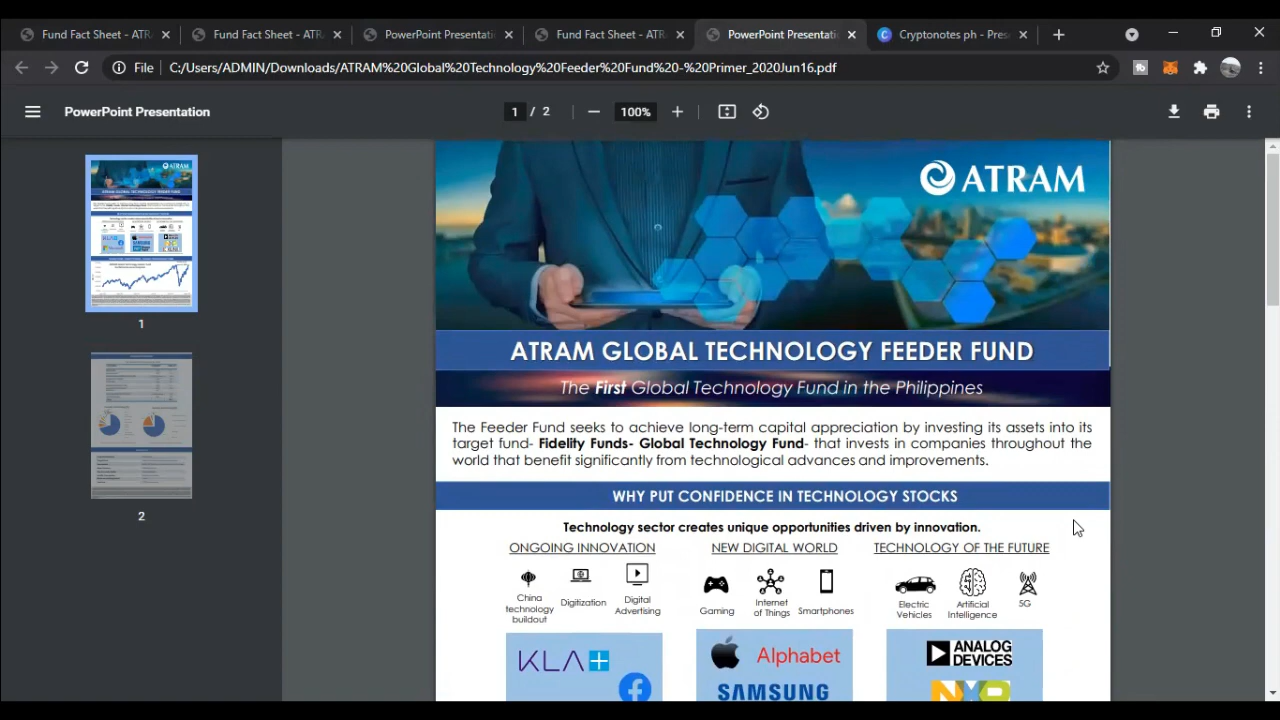 Fund Fact Sheet - ATRA
Fund Fact Sheet - ATR
PowerPoint Presentati
Fund Fact Sheet - ATR
PowerPoint Presentati
Cryptonotes ph - Pres
File
C:/Users/ADMIN/Downloads/ATRAM%20Global%20Technology%20Feeder%20Fund%20-%20Primer_2020Jun16.pdf
PowerPoint Presentation
1 / 2
100%
1
2
ATRAM
ATRAM GLOBAL TECHNOLOGY FEEDER FUND
The First Global Technology Fund in the Philippines
The Feeder Fund seeks to achieve long-term capital appreciation by investing its assets into its
target fund- Fidelity Funds- Global Technology Fund- that invests in companies throughout the
world that benefit significantly from technological advances and improvements.
WHY PUT CONFIDENCE IN TECHNOLOGY STOCKS
Technology sector creates unique opportunities driven by innovation.
ONGOING INNOVATION
China
technology
buildout
Digitization
Digital
Advertising
NEW DIGITAL WORLD
Gaming
Internet
of Things
Smartphones
TECHNOLOGY OF THE FUTURE
Electric
Vehicles
Artificial
Intelligence
5G
KLA+
Alphabet
SAMSUNG
ANALOG
DEVICES
NXP